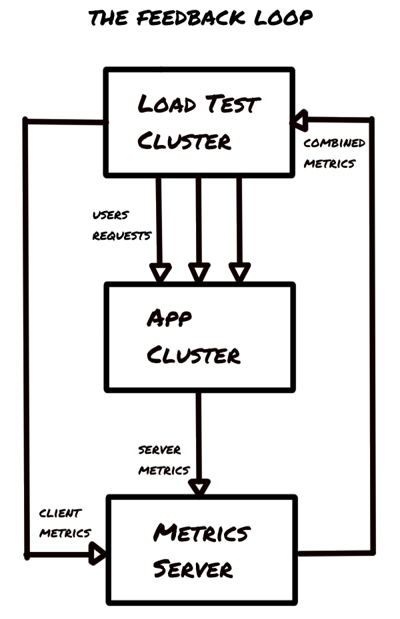 THE FEEDBACK LOOP
LOAD TEST
CLUSTER
COMBINED
METRICS
USERS
REQUESTS
APP
CLUSTER
SERVER
METRICS
CLIENT
METRICS
METRICS
SERVER